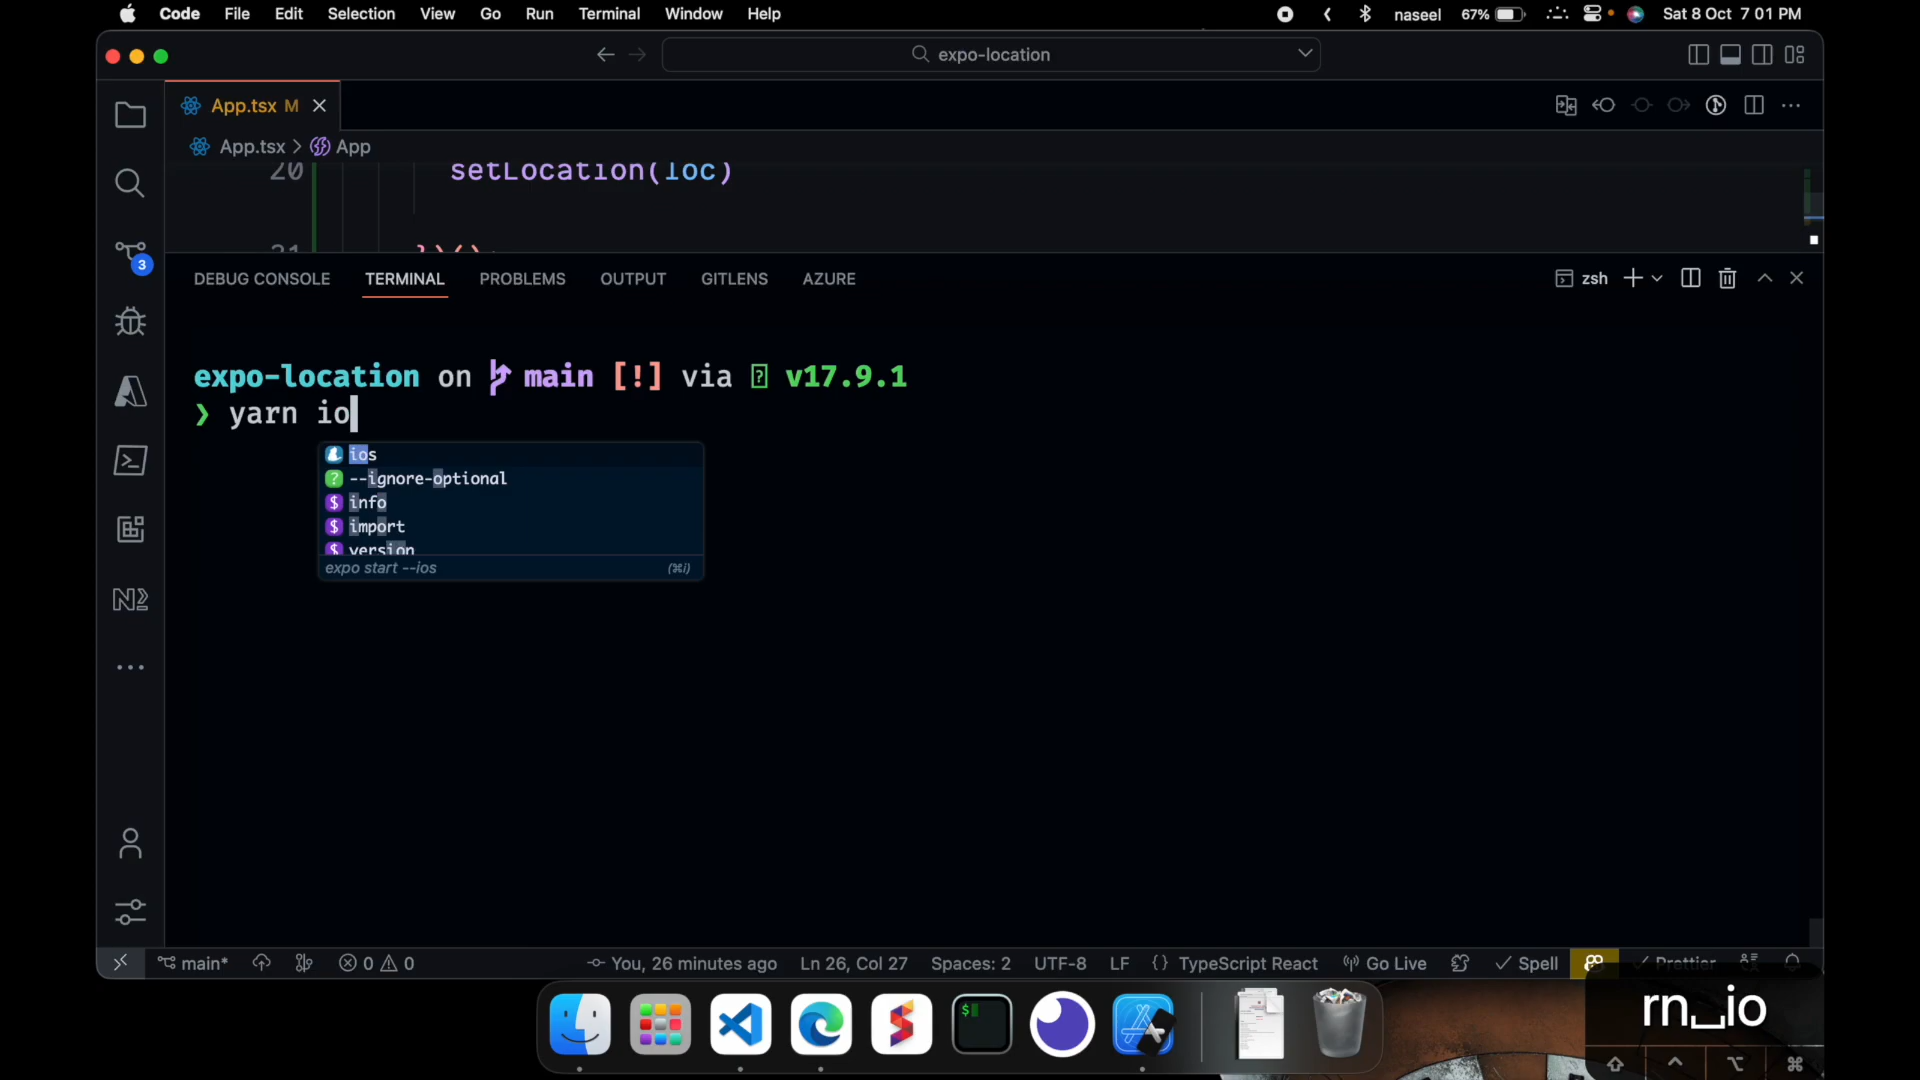 Code File Edit Selection View Go Run Terminal Window Help naseel 67% Sat 8 Oct 7 01 PM
expo-location
App.tsx M
App.tsx > App
20 setLocation(loc)
21 })();
3
DEBUG CONSOLE TERMINAL PROBLEMS OUTPUT GITLENS AZURE zsh
expo-location on main [!] via v17.9.1
❯ yarn io
ios
--ignore-optional
info
import
version
expo start --ios (⌘i)
main* 0 0 You, 26 minutes ago Ln 26, Col 27 Spaces: 2 UTF-8 LF {} TypeScript React Go Live Spell Prettier
rn␣io